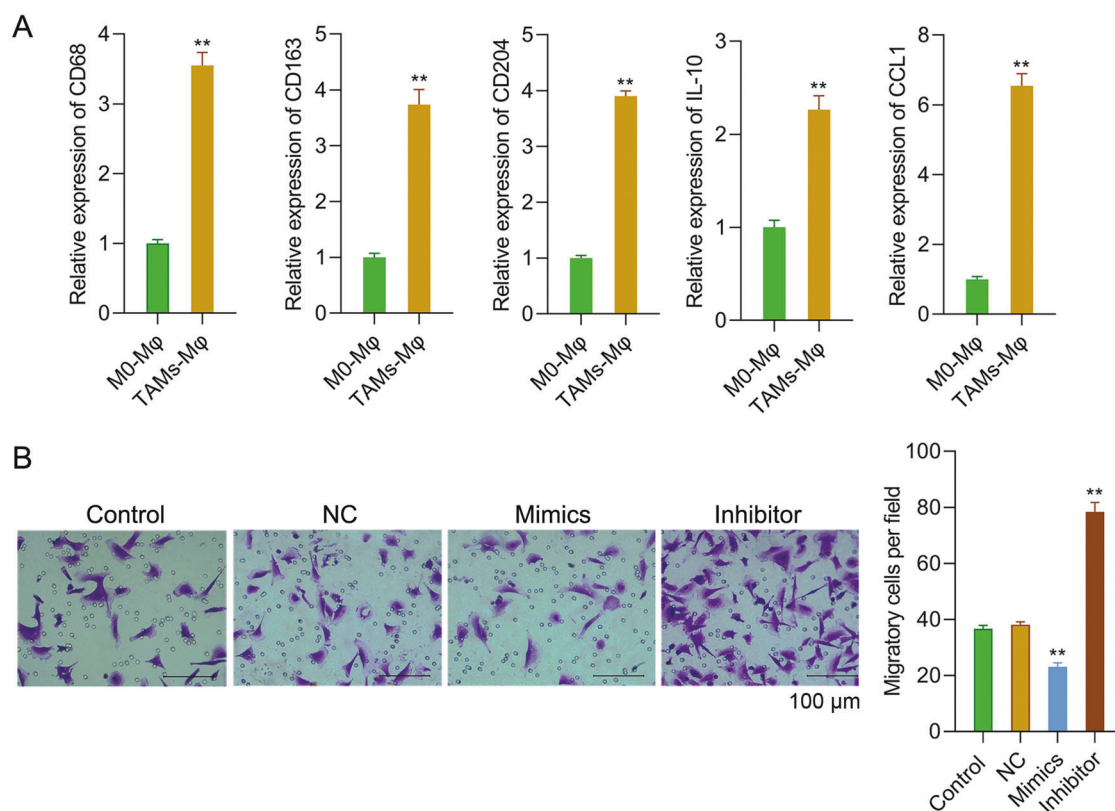 A
Relative expression of CD68
4
3
2
1
0
**
M0-Mφ
TAMs-Mφ
Relative expression of CD163
5
4
3
2
1
0
**
M0-Mφ
TAMs-Mφ
Relative expression of CD204
5
4
3
2
1
0
**
M0-Mφ
TAMs-Mφ
Relative expression of IL-10
3
2
1
0
**
M0-Mφ
TAMs-Mφ
Relative expression of CCL1
8
6
4
2
0
**
M0-Mφ
TAMs-Mφ
B
Control
NC
Mimics
Inhibitor
100 μm
Migratory cells per field
100
80
60
40
20
0
**
**
Control
NC
Mimics
Inhibitor